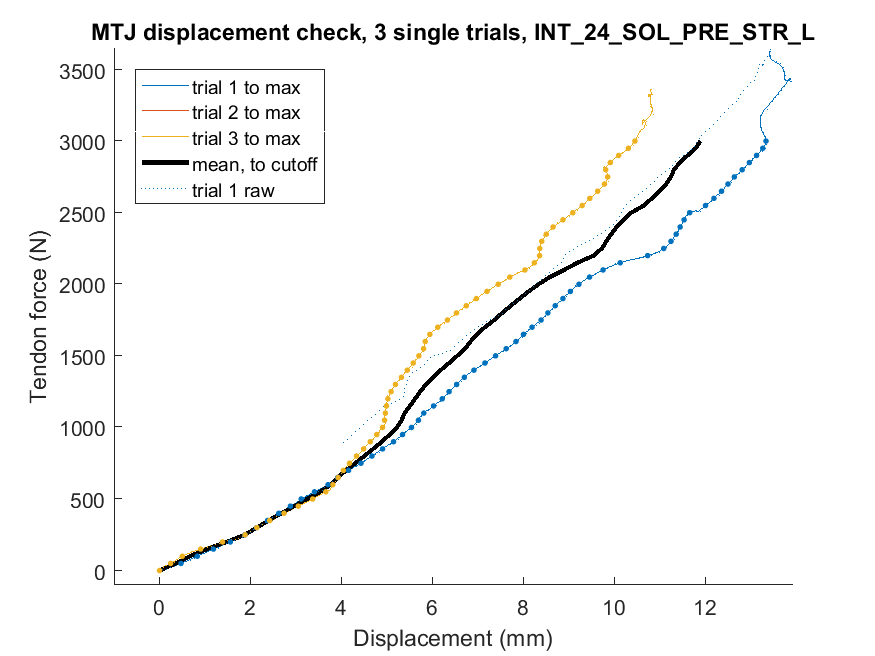 MTJ displacement check, 3 single trials, INT_24_SOL_PRE_STR_L
3500
3000
2500
2000
1500
1000
500
0
Tendon force (N)
trial 1 to max
trial 2 to max
trial 3 to max
mean, to cutoff
trial 1 raw
0 2 4 6 8 10 12
Displacement (mm)